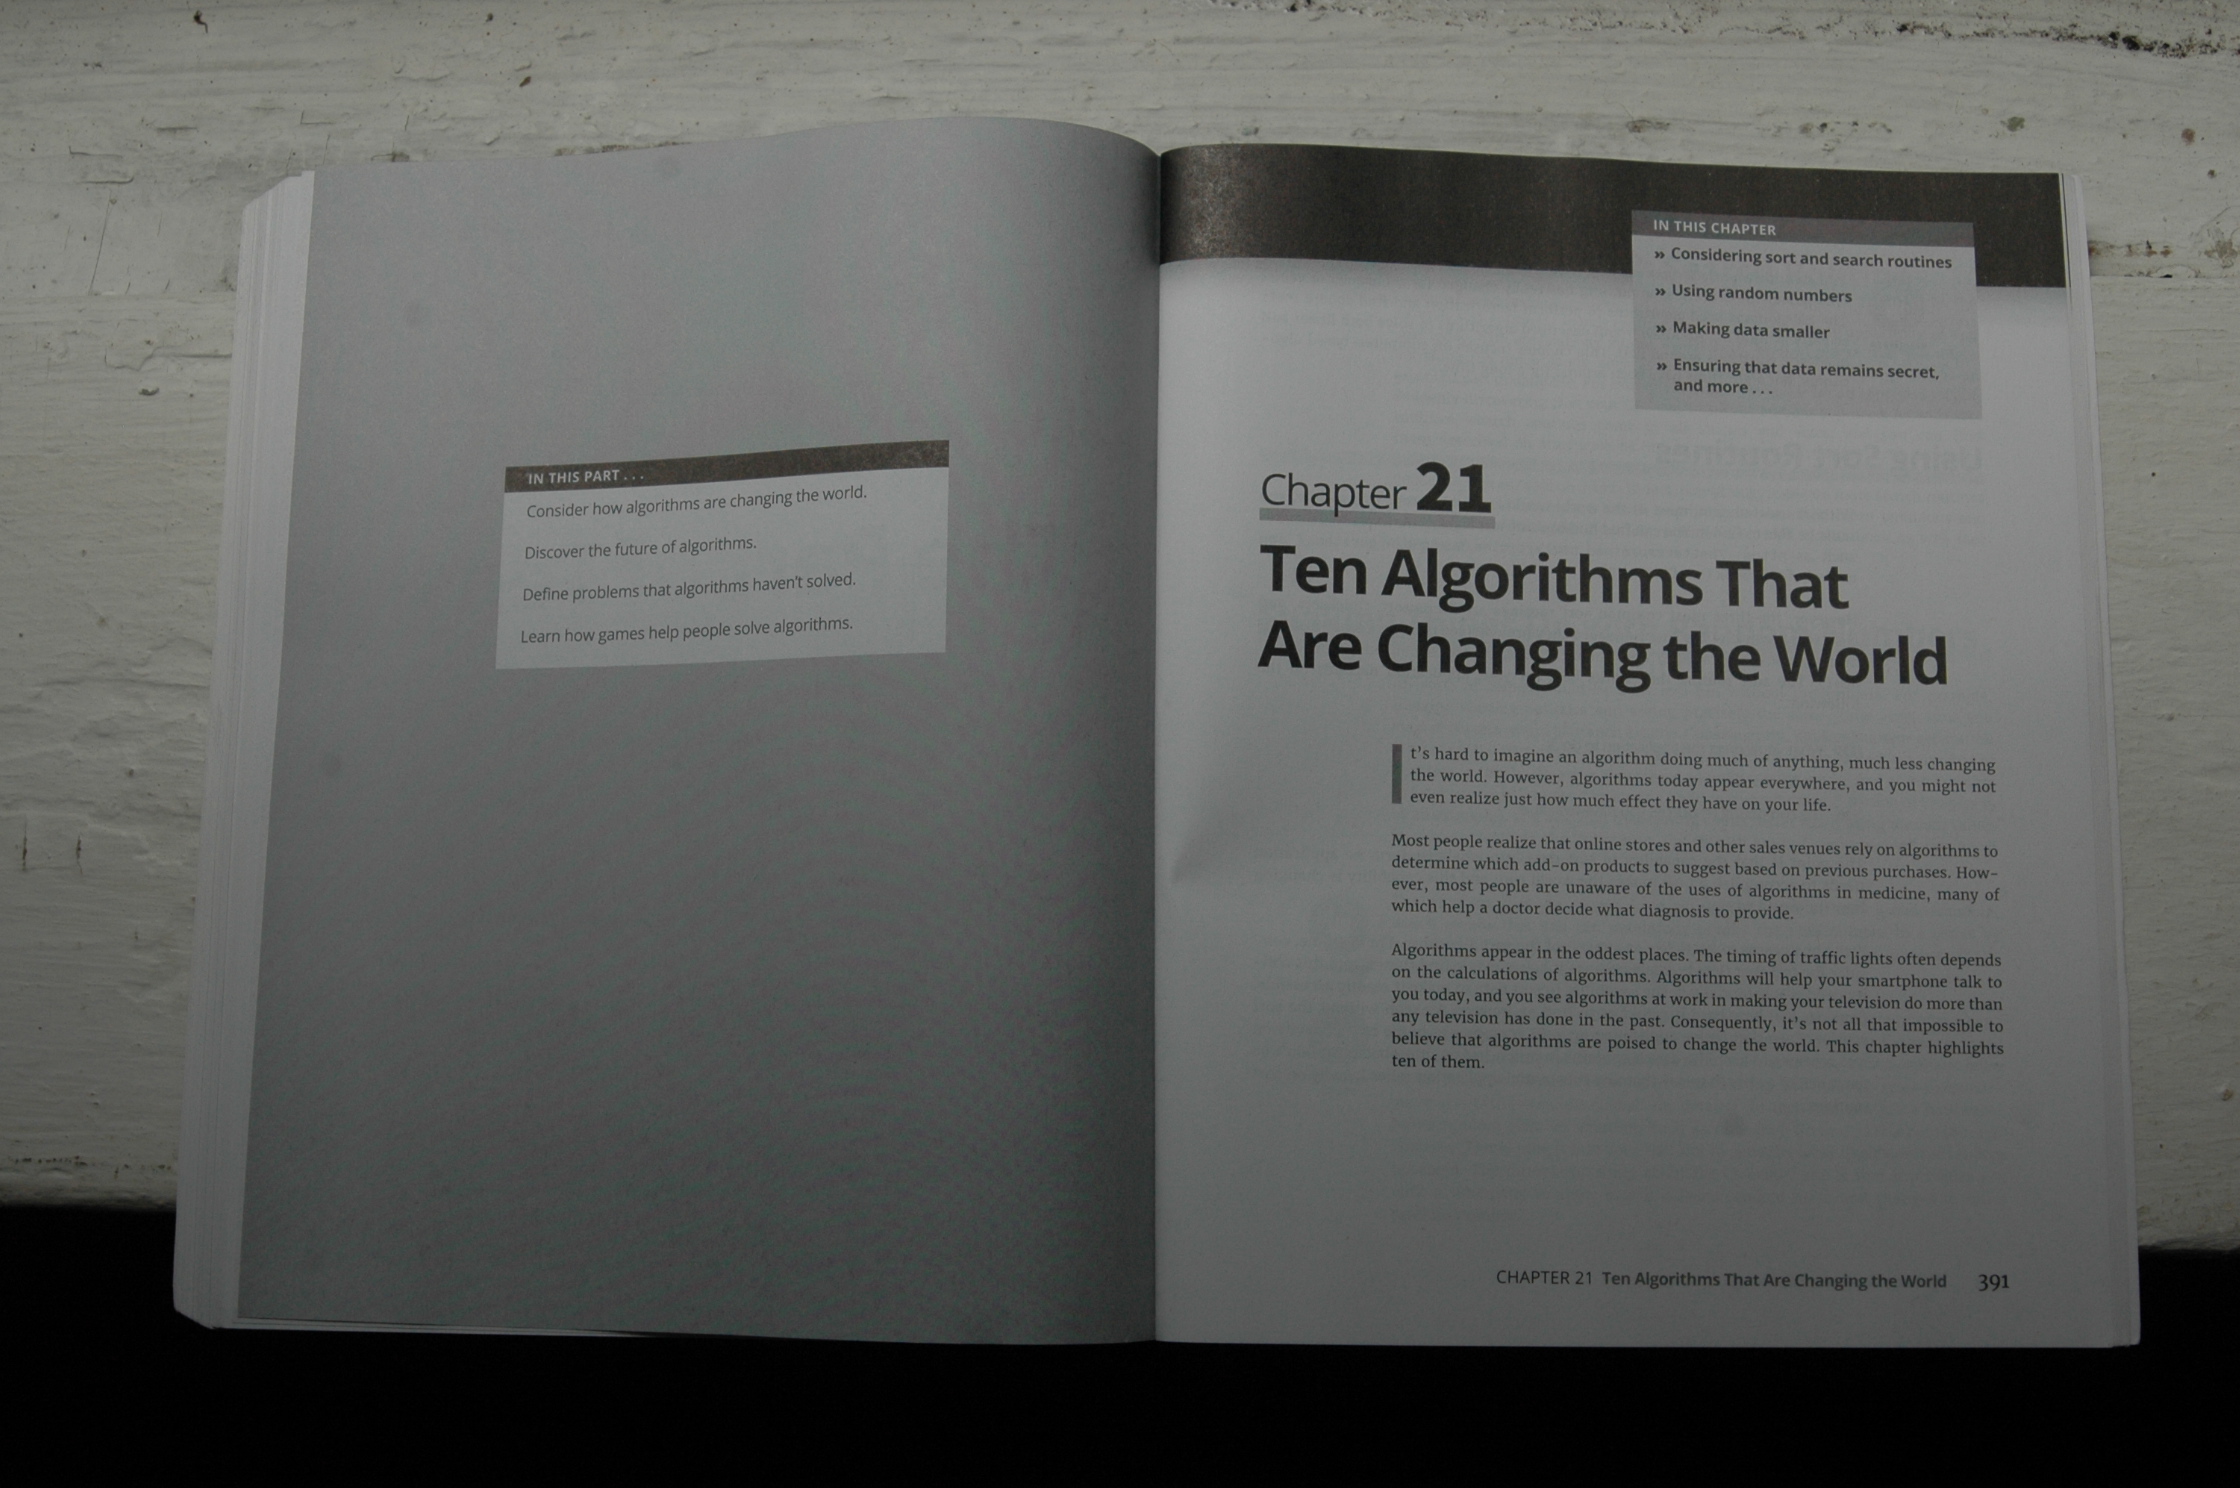 IN THIS PART . . .
Consider how algorithms are changing the world.
Discover the future of algorithms.
Define problems that algorithms haven't solved.
Learn how games help people solve algorithms.
IN THIS CHAPTER
» Considering sort and search routines
» Using random numbers
» Making data smaller
» Ensuring that data remains secret,
and more . . .
Chapter 21
Ten Algorithms That
Are Changing the World
It's hard to imagine an algorithm doing much of anything, much less changing
the world. However, algorithms today appear everywhere, and you might not
even realize just how much effect they have on your life.
Most people realize that online stores and other sales venues rely on algorithms to
determine which add-on products to suggest based on previous purchases. How-
ever, most people are unaware of the uses of algorithms in medicine, many of
which help a doctor decide what diagnosis to provide.
Algorithms appear in the oddest places. The timing of traffic lights often depends
on the calculations of algorithms. Algorithms will help your smartphone talk to
you today, and you see algorithms at work in making your television do more than
any television has done in the past. Consequently, it's not all that impossible to
believe that algorithms are poised to change the world. This chapter highlights
ten of them.
CHAPTER 21 Ten Algorithms That Are Changing the World 391